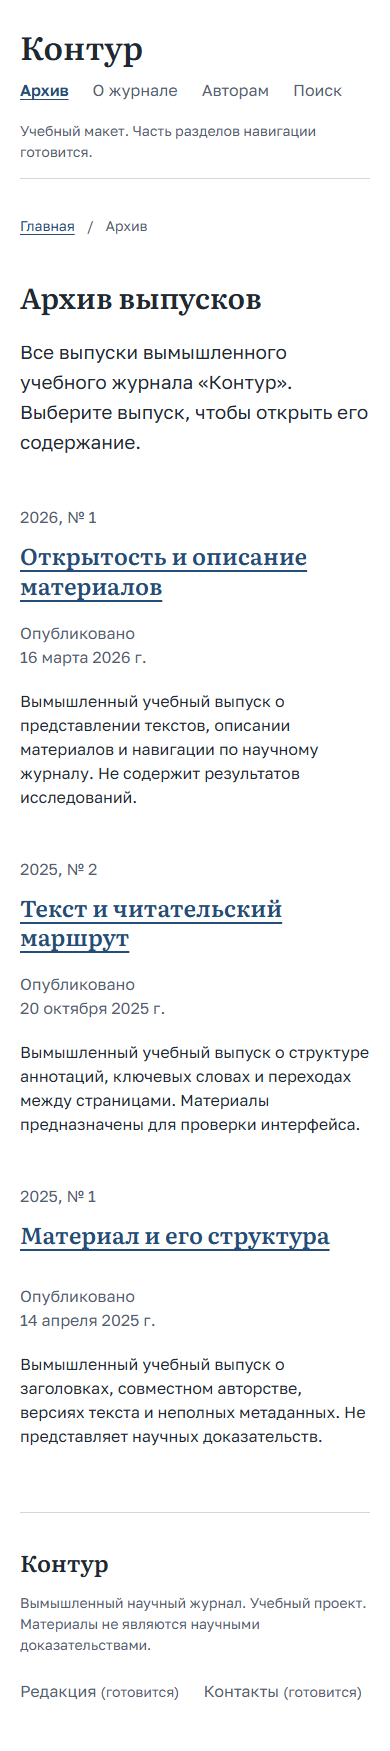 Контур
Архив О журнале Авторам Поиск
Учебный макет. Часть разделов навигации
готовится.
Главная / Архив
Архив выпусков
Все выпуски вымышленного
учебного журнала «Контур».
Выберите выпуск, чтобы открыть его
содержание.
2026, № 1
Открытость и описание
материалов
Опубликовано
16 марта 2026 г.
Вымышленный учебный выпуск о
представлении текстов, описании
материалов и навигации по научному
журналу. Не содержит результатов
исследований.
2025, № 2
Текст и читательский
маршрут
Опубликовано
20 октября 2025 г.
Вымышленный учебный выпуск о структуре
аннотаций, ключевых словах и переходах
между страницами. Материалы
предназначены для проверки интерфейса.
2025, № 1
Материал и его структура
Опубликовано
14 апреля 2025 г.
Вымышленный учебный выпуск о
заголовках, совместном авторстве,
версиях текста и неполных метаданных. Не
представляет научных доказательств.
Контур
Вымышленный научный журнал. Учебный проект.
Материалы не являются научными
доказательствами.
Редакция (готовится) Контакты (готовится)